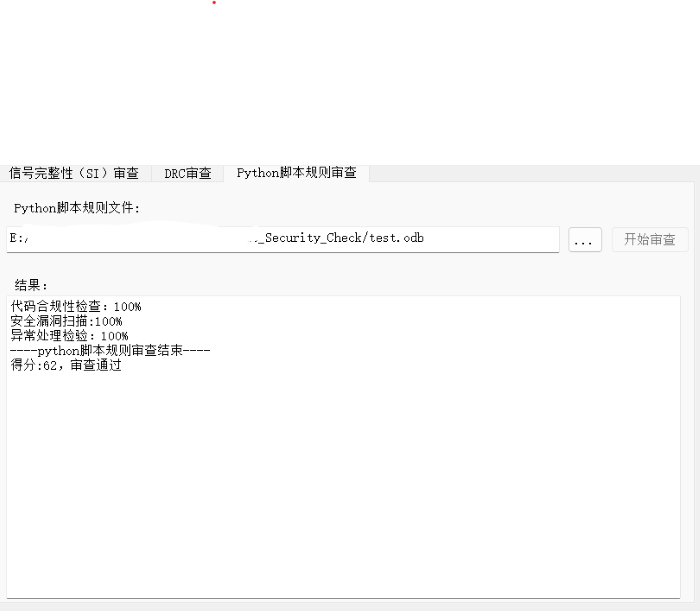 信号完整性（SI）审查
DRC审查
Python脚本规则审查
Python脚本规则文件:
E:/
_Security_Check/test.odb
...
开始审查
结果：
代码合规性检查：100%
安全漏洞扫描:100%
异常处理检验：100%
----python脚本规则审查结束----
得分:62，审查通过